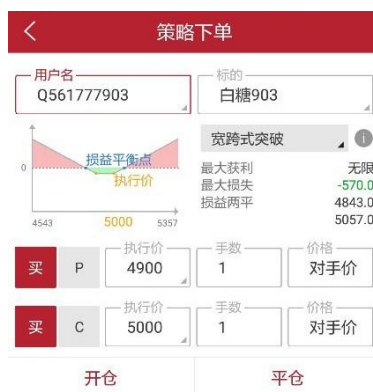 策略下单
用户名
Q561777903
标的
白糖903
宽跨式突破
i
损益平衡点
0
执行价
4543
5000
5357
最大获利 无限
最大损失 -570.0
损益两平 4843.0
5057.0
买 P
执行价
4900
手数
1
价格
对手价
买 C
执行价
5000
手数
1
价格
对手价
开仓 平仓